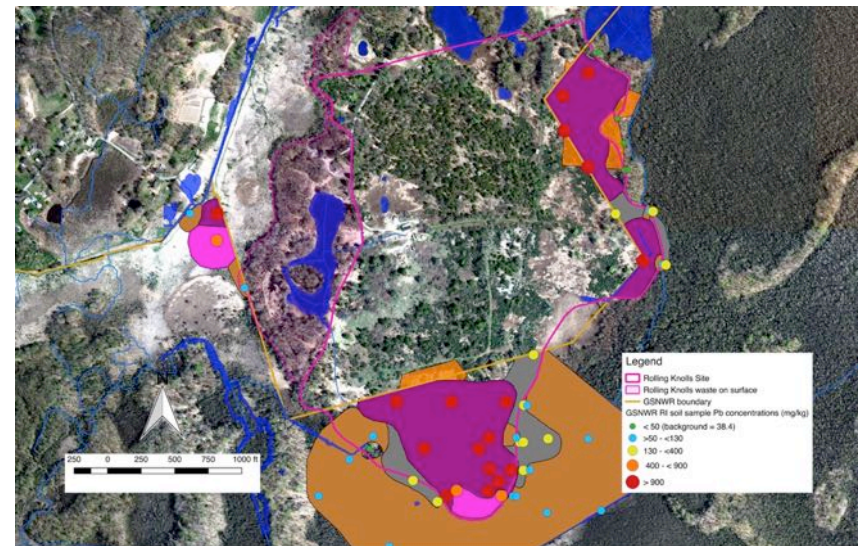 Legend
Rolling Knolls Site
Rolling Knolls waste on surface
GSNWR boundary
GSNWR RI soil sample Pb concentrations (mg/kg)
< 50 (background = 38.4)
>50 - <130
130 - <400
400 - < 900
> 900
N
250 0 250 500 750 1000 ft